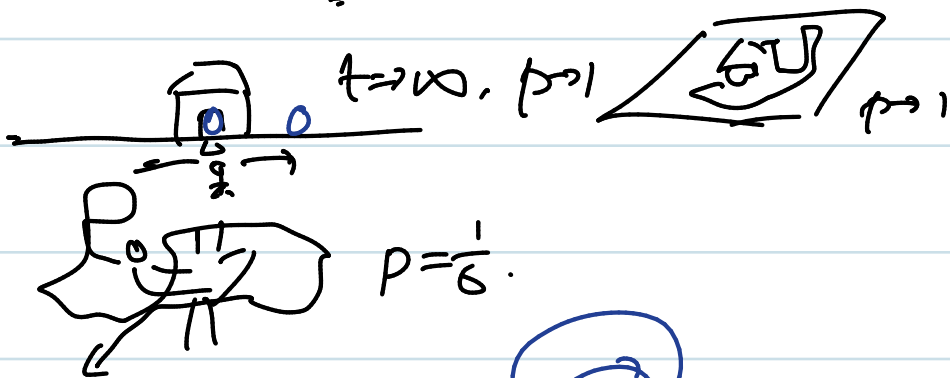 t→∞, p→1
p→1
P = 1/6.